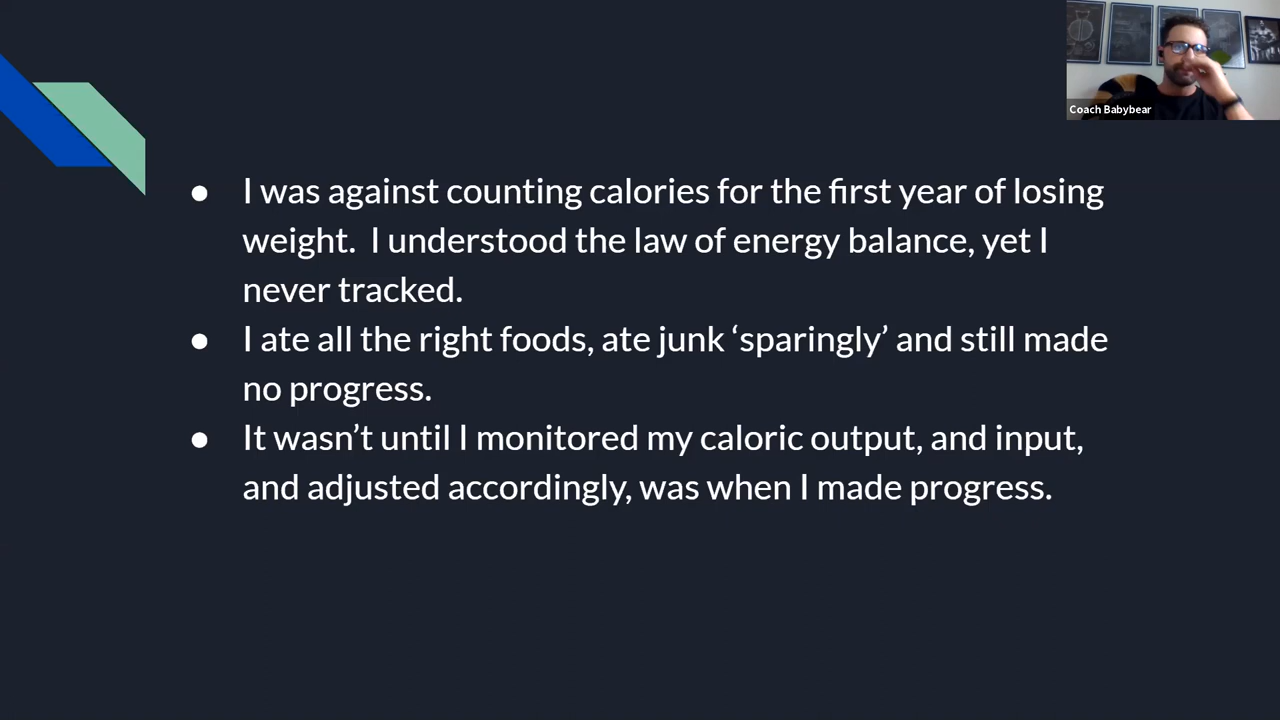 Coach Babybear
● I was against counting calories for the first year of losing
weight.  I understood the law of energy balance, yet I
never tracked.
● I ate all the right foods, ate junk ‘sparingly’ and still made
no progress.
● It wasn’t until I monitored my caloric output, and input,
and adjusted accordingly, was when I made progress.